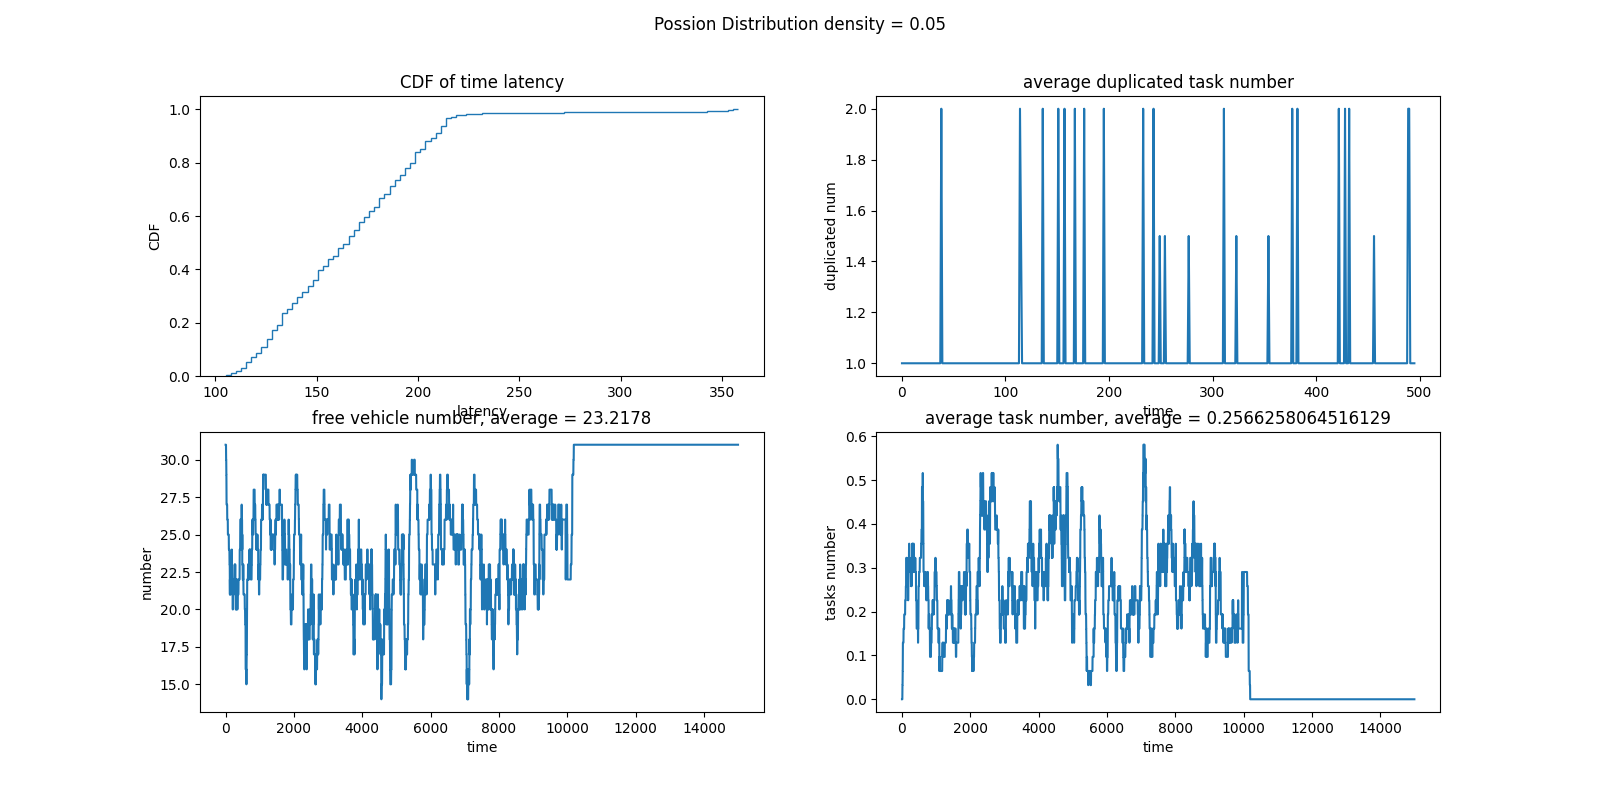 Possion Distribution density = 0.05
CDF of time latency
1.0
0.8
0.6
0.4
0.2
0.0
CDF
100 150 200 250 300 350
latency
average duplicated task number
2.0
1.8
1.6
1.4
1.2
1.0
duplicated num
0 100 200 300 400 500
time
free vehicle number, average = 23.2178
30.0
27.5
25.0
22.5
20.0
17.5
15.0
number
0 2000 4000 6000 8000 10000 12000 14000
time
average task number, average = 0.2566258064516129
0.6
0.5
0.4
0.3
0.2
0.1
0.0
tasks number
0 2000 4000 6000 8000 10000 12000 14000
time